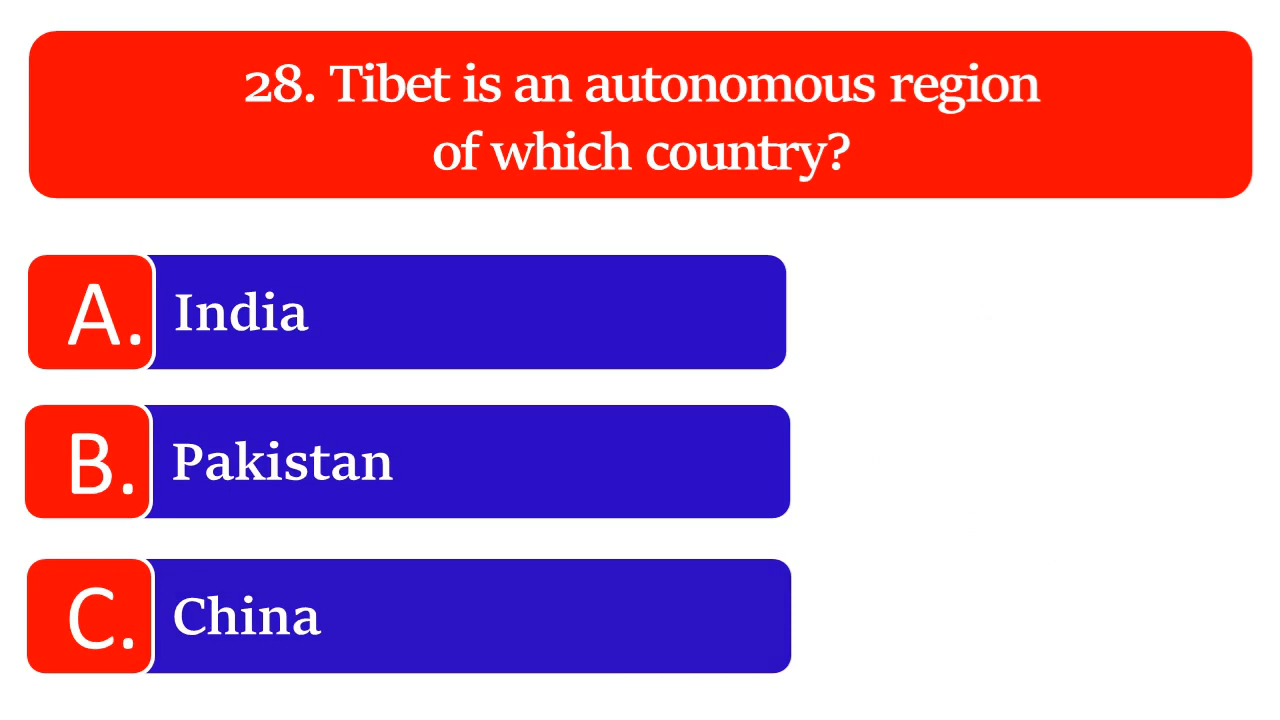 28. Tibet is an autonomous region
of which country?
A. India
B. Pakistan
C. China